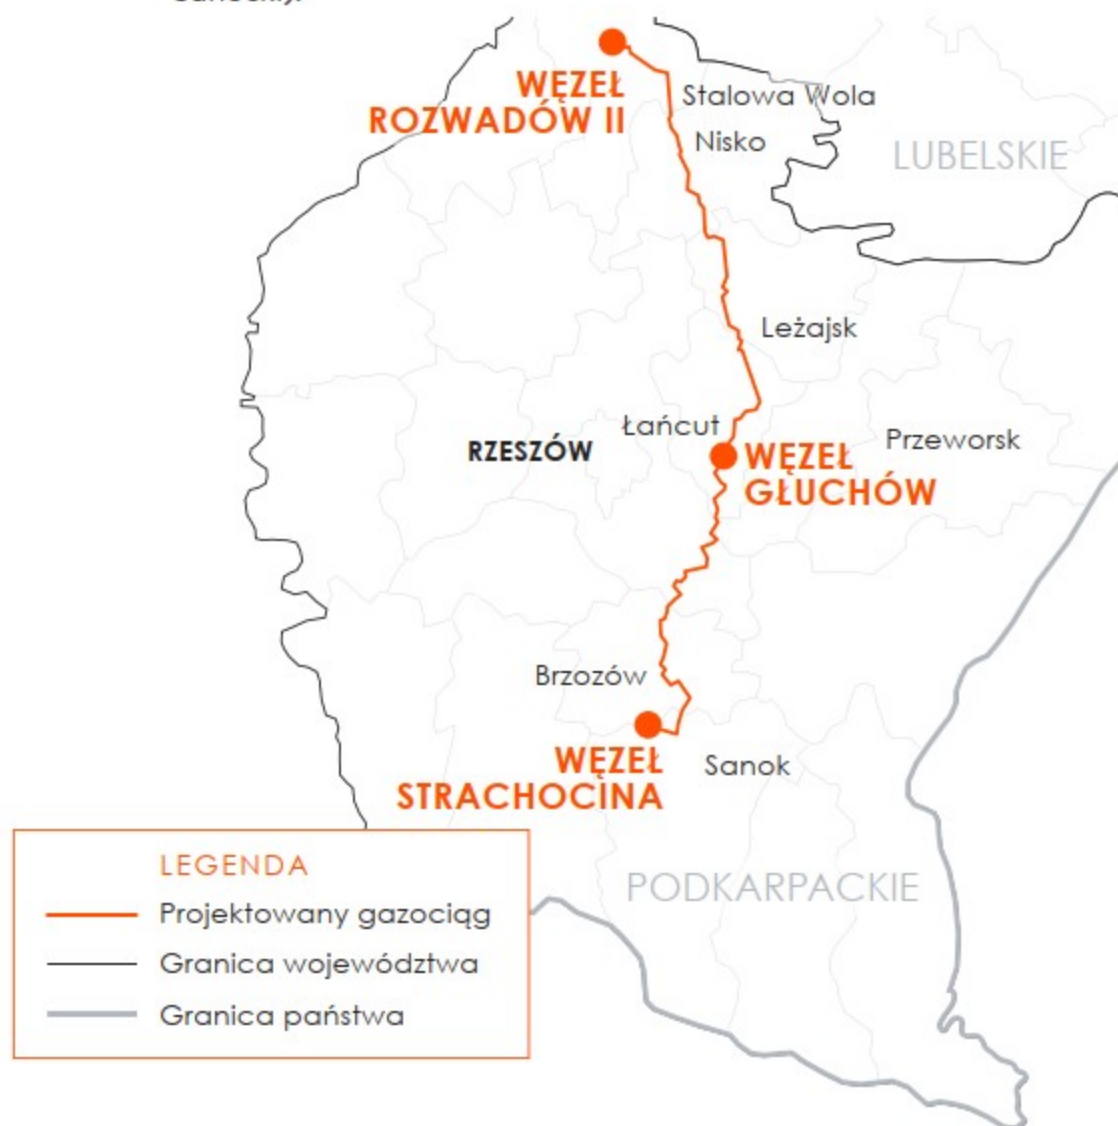 WĘZEŁ
ROZWADÓW II
Stalowa Wola
Nisko
LUBELSKIE
Leżajsk
Łańcut
RZESZÓW
Przeworsk
WĘZEŁ
GŁUCHÓW
Brzozów
WĘZEŁ
STRACHOCINA
Sanok
PODKARPACKIE
LEGENDA
Projektowany gazociąg
Granica województwa
Granica państwa